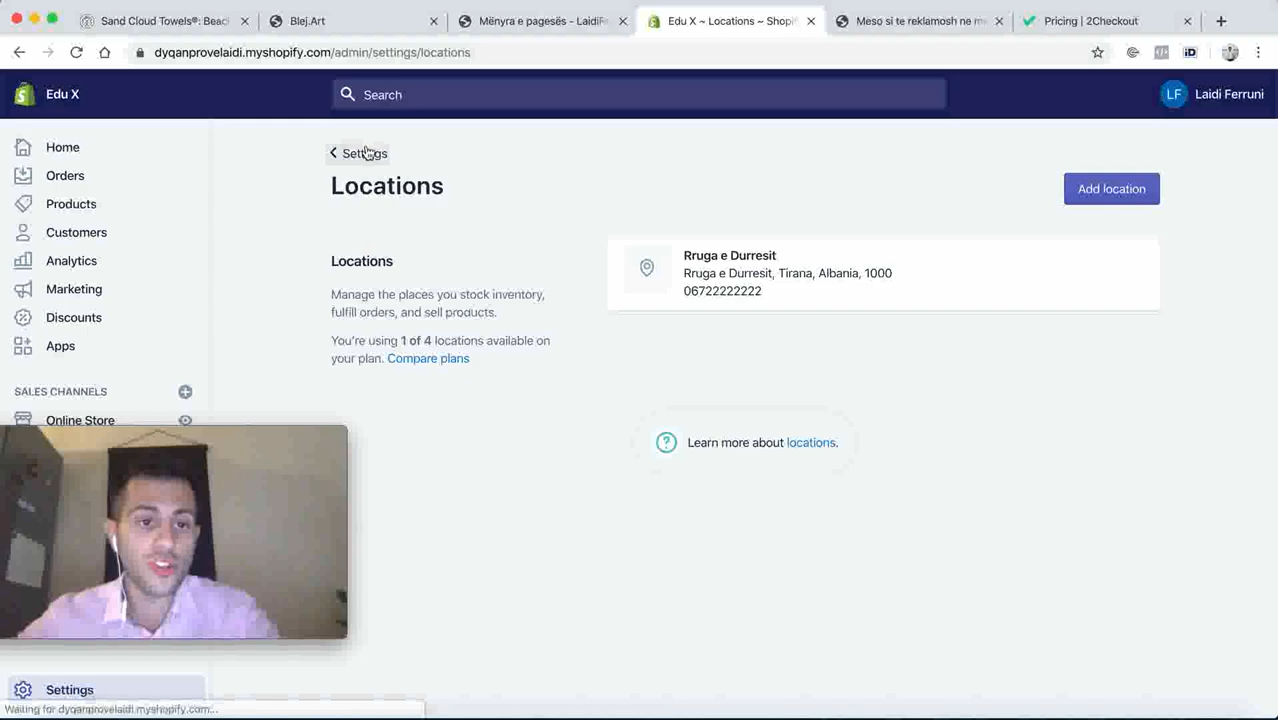 Sand Cloud Towels®: Beac
Blej.Art
Mënyra e pagesës - LaidiFe
Edu X ~ Locations ~ Shopif
Meso si te reklamosh ne m
Pricing | 2Checkout
dyqanprovelaidi.myshopify.com/admin/settings/locations
iD
Edu X
Search
LF
Laidi Ferruni
Home
Orders
Products
Customers
Analytics
Marketing
Discounts
Apps
SALES CHANNELS
Online Store
Settings
Waiting for dyqanprovelaidi.myshopify.com...
Settings
Locations
Add location
Locations
Manage the places you stock inventory,
fulfill orders, and sell products.
You're using 1 of 4 locations available on
your plan. Compare plans
Rruga e Durresit
Rruga e Durresit, Tirana, Albania, 1000
06722222222
Learn more about locations.